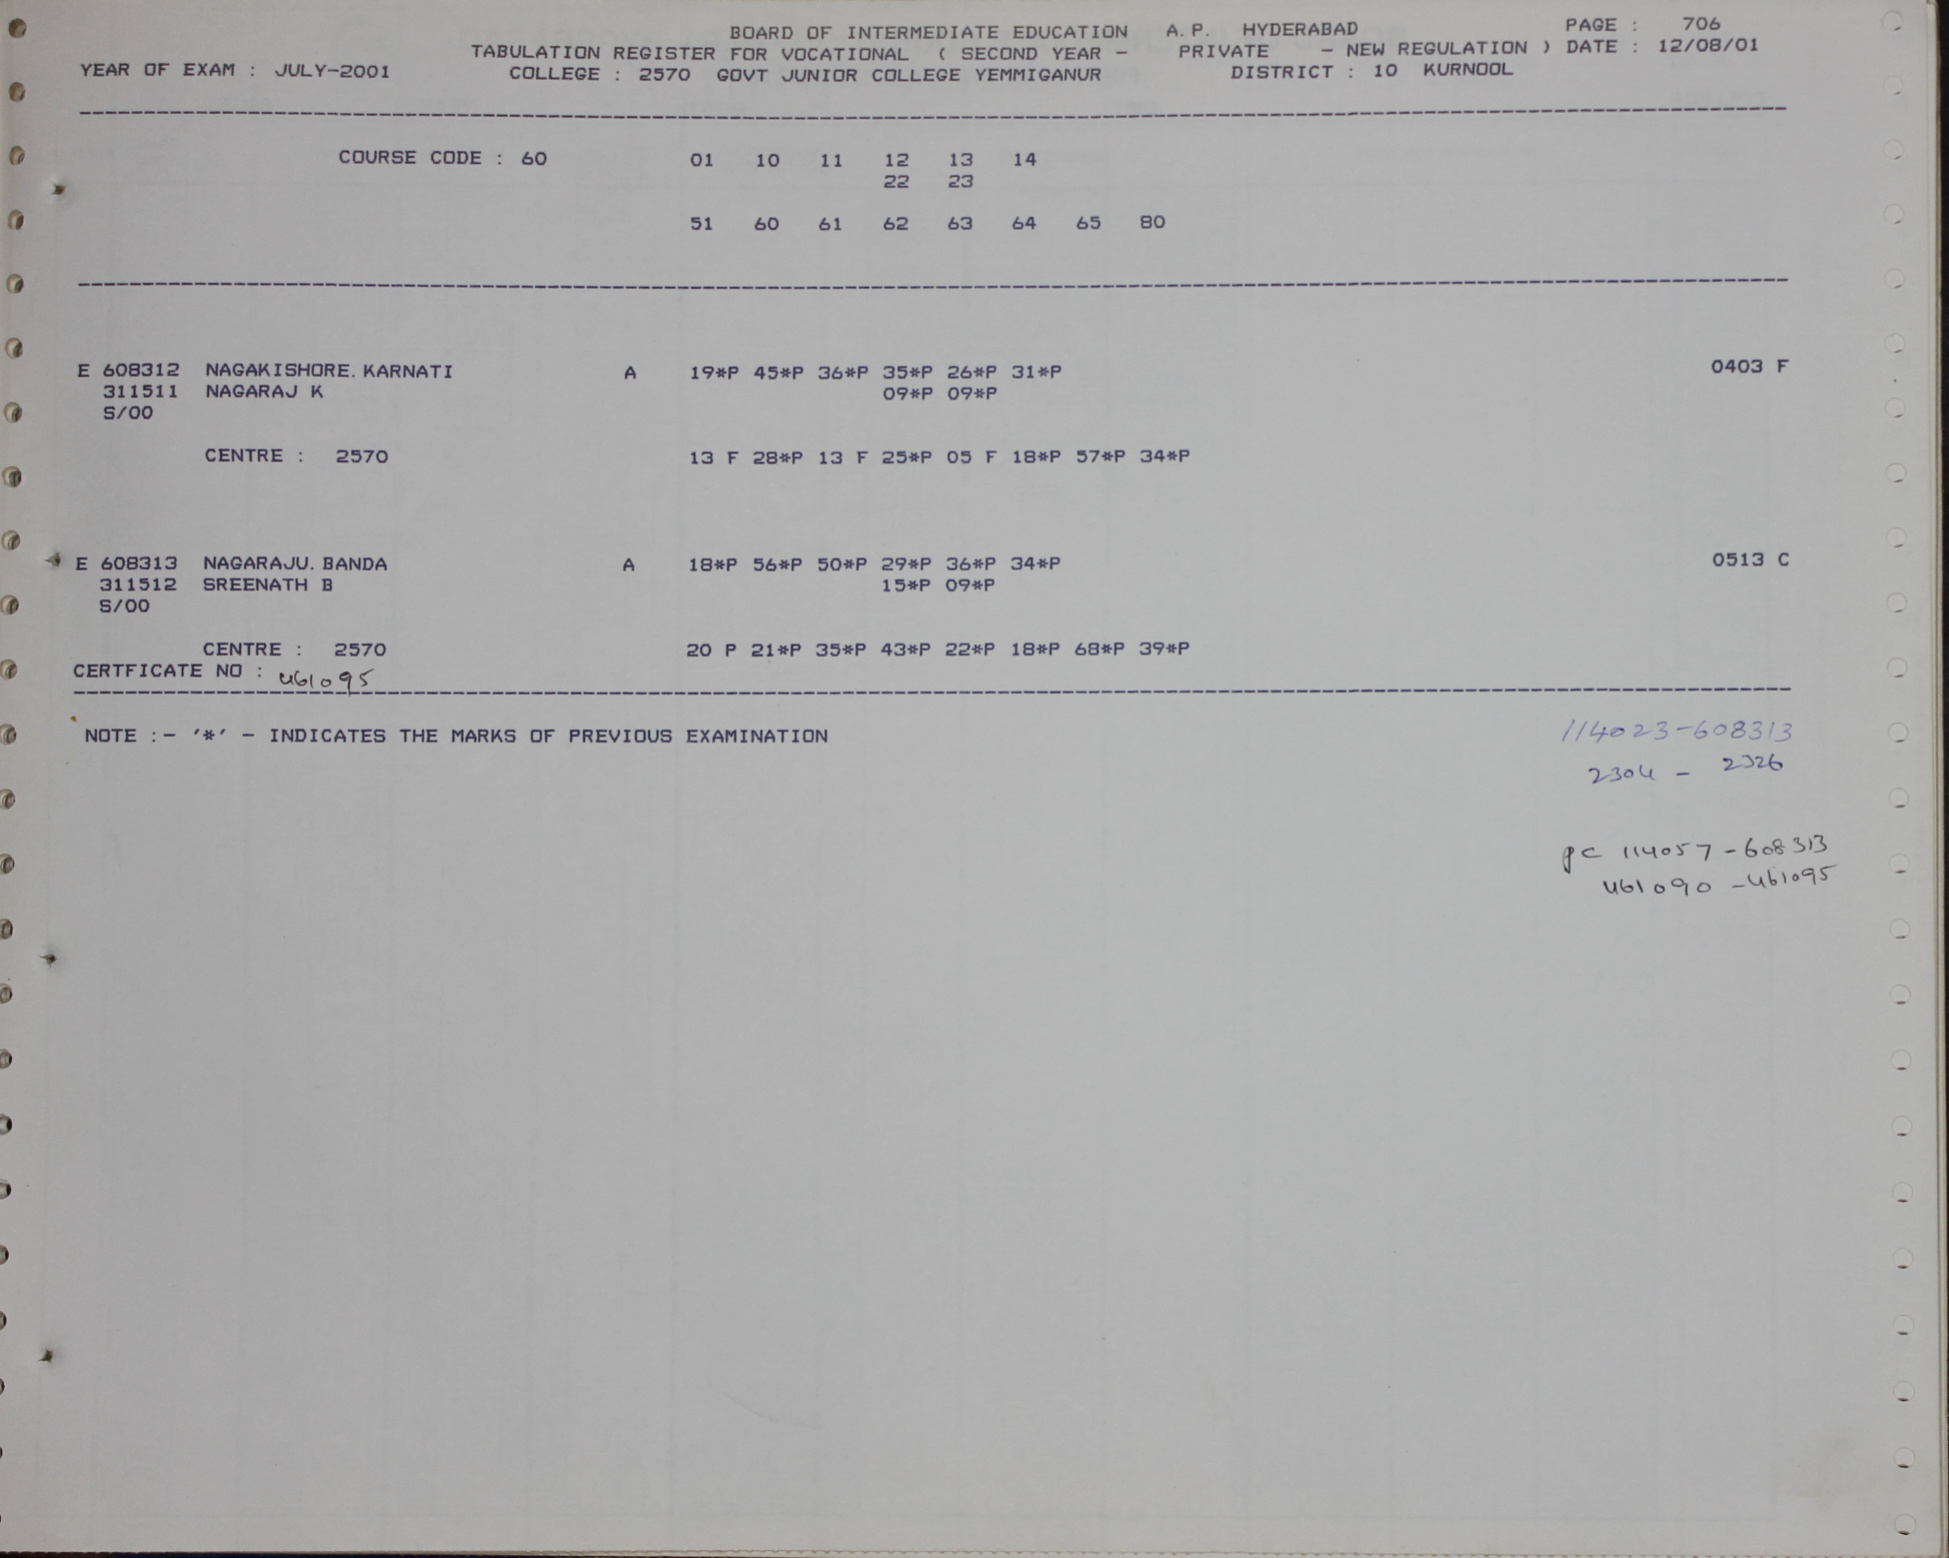 BOARD OF INTERMEDIATE EDUCATION A.P. HYDERABAD PAGE : 706
TABULATION REGISTER FOR VOCATIONAL ( SECOND YEAR - PRIVATE - NEW REGULATION ) DATE : 12/08/01
YEAR OF EXAM : JULY-2001 COLLEGE : 2570 GOVT JUNIOR COLLEGE YEMMIGANUR DISTRICT : 10 KURNOOL
COURSE CODE : 60 01 10 11 12 13 14
22 23
51 60 61 62 63 64 65 80
E 608312 NAGAKISHORE.KARNATI A 19*P 45*P 36*P 35*P 26*P 31*P 0403 F
311511 NAGARAJ K 09*P 09*P
S/00
CENTRE : 2570 13 F 28*P 13 F 25*P 05 F 18*P 57*P 34*P
E 608313 NAGARAJU.BANDA A 18*P 56*P 50*P 29*P 36*P 34*P 0513 C
311512 SREENATH B 15*P 09*P
S/00
CENTRE : 2570 20 P 21*P 35*P 43*P 22*P 18*P 68*P 39*P
CERTFICATE NO : 461095
NOTE :- '*' - INDICATES THE MARKS OF PREVIOUS EXAMINATION
114023-608313
2304 - 2326
pc 114057-608313
461090-461095